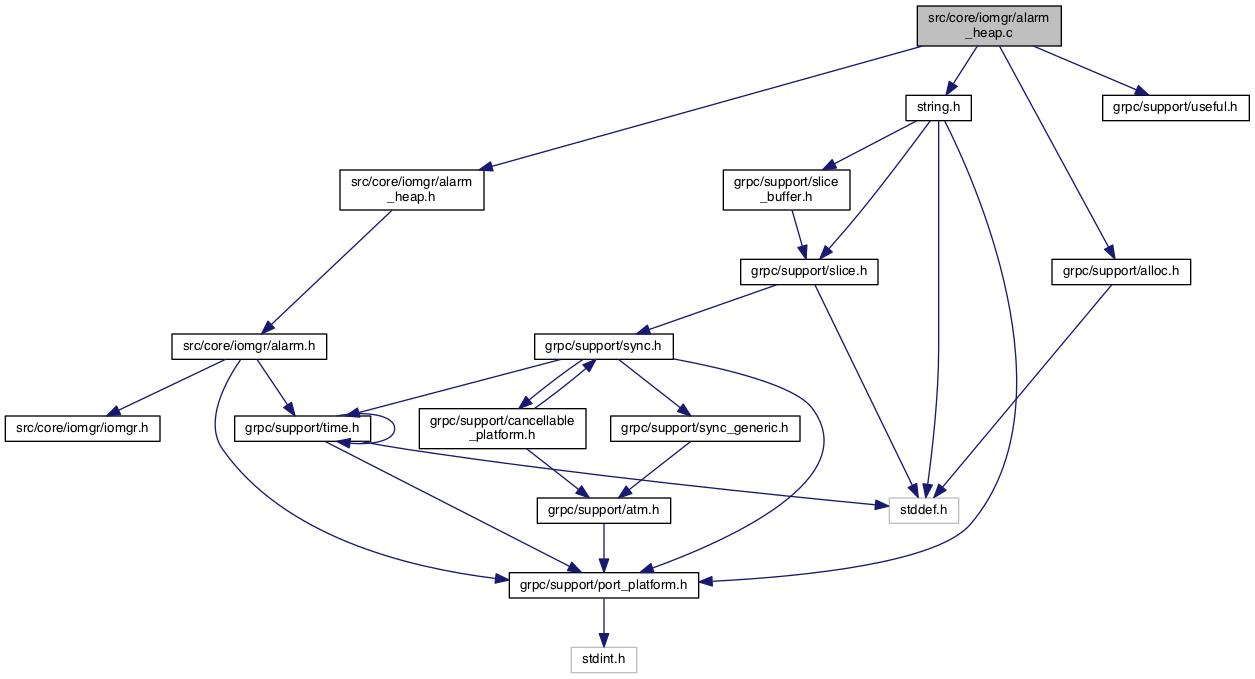 src/core/iomgr/alarm
_heap.c
string.h
grpc/support/useful.h
src/core/iomgr/alarm
_heap.h
grpc/support/slice
_buffer.h
grpc/support/slice.h
grpc/support/alloc.h
src/core/iomgr/alarm.h
grpc/support/sync.h
src/core/iomgr/iomgr.h
grpc/support/time.h
grpc/support/cancellable
_platform.h
grpc/support/sync_generic.h
grpc/support/atm.h
stddef.h
grpc/support/port_platform.h
stdint.h